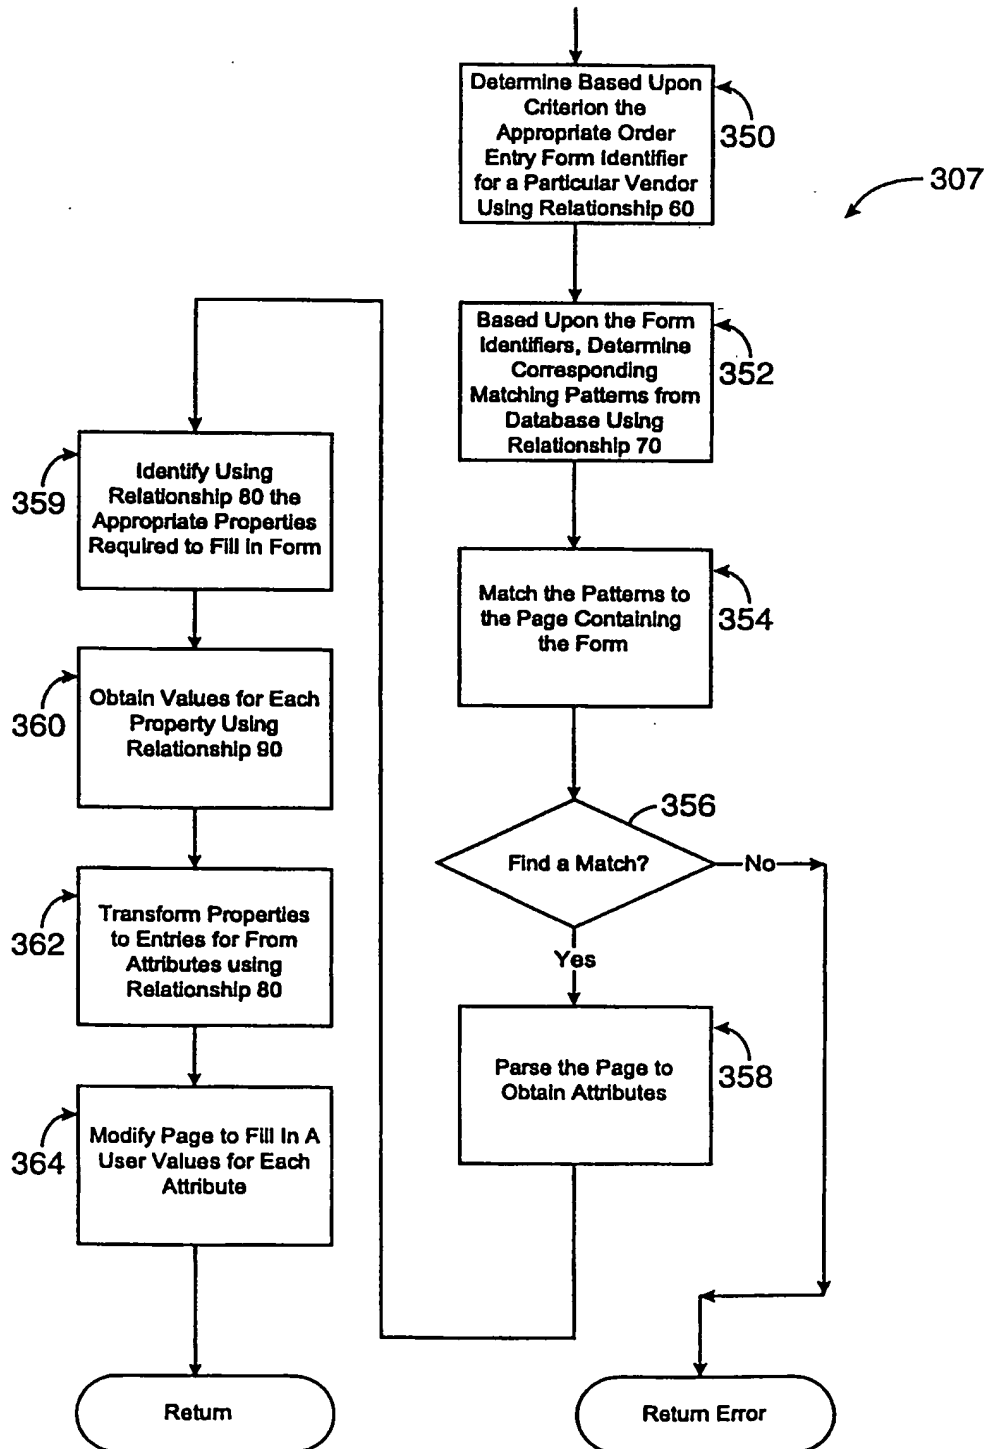 Determine Based Upon
Criterion the
Appropriate Order
Entry Form Identifier
for a Particular Vendor
Using Relationship 60
350
307
Based Upon the Form
Identifiers, Determine
Corresponding
Matching Patterns from
Database Using
Relationship 70
352
Match the Patterns to
the Page Containing
the Form
354
Find a Match?
356
No
Yes
Parse the Page to
Obtain Attributes
358
Identify Using
Relationship 80 the
Appropriate Properties
Required to Fill in Form
359
Obtain Values for Each
Property Using
Relationship 90
360
Transform Properties
to Entries for From
Attributes using
Relationship 80
362
Modify Page to Fill In A
User Values for Each
Attribute
364
Return
Return Error